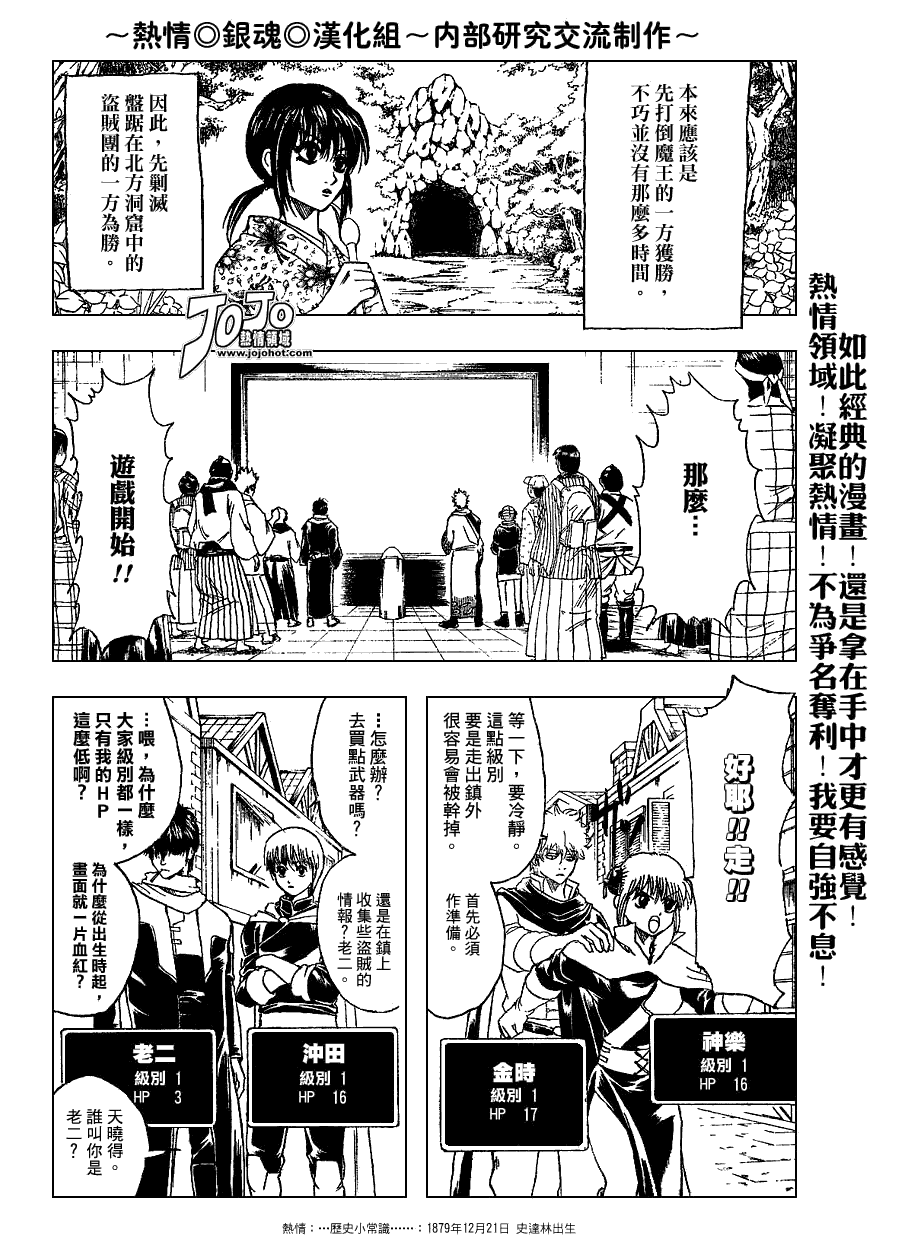 ～熱情◎銀魂◎漢化組～内部研究交流制作～
本來應該是
先打倒魔王的一方獲勝，
不巧並沒有那麼多時間。
因此，先剿滅
盤踞在北方洞窟中的
盜賊團的一方為勝。
JOJO
熱情領域
www.jojohot.com
如此經典的漫畫！還是拿在手中才更有感覺！
熱情領域！凝聚熱情！不為爭名奪利！我要自強不息！
那麼…
遊戲開始!!
好耶!!走!!
等一下，要冷靜。
這點級別
要是走出鎮外
很容易會被幹掉。
首先必須
作準備。
神樂
級別 1
HP 16
金時
級別 1
HP 17
…怎麼辦？
去買點武器嗎？
還是在鎮上
收集些盜賊的
情報？老二。
…喂，為什麼
大家級別都一樣，
只有我的HP
這麼低啊？
為什麼從出生時起，
畫面就一片血紅？
沖田
級別 1
HP 16
老二
級別 1
HP 3
天曉得。
誰叫你是
老二？
熱情：…歷史小常識……：1879年12月21日 史達林出生